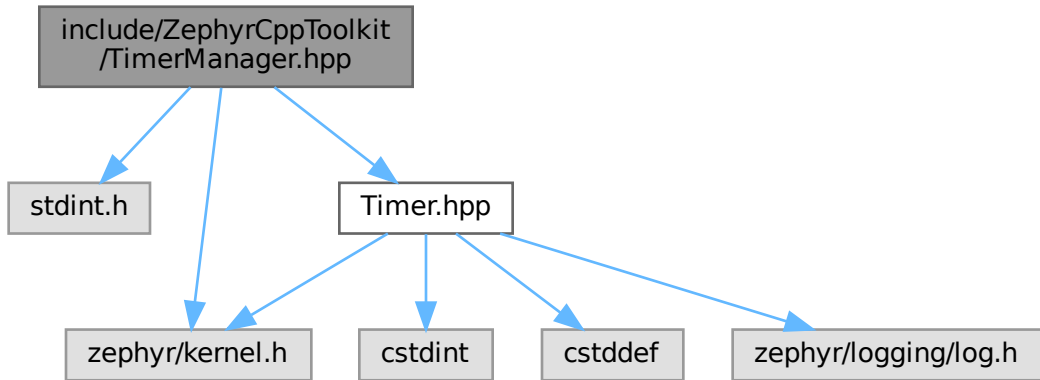 include/ZephyrCppToolkit
/TimerManager.hpp
stdint.h
Timer.hpp
zephyr/kernel.h
cstdint
cstddef
zephyr/logging/log.h